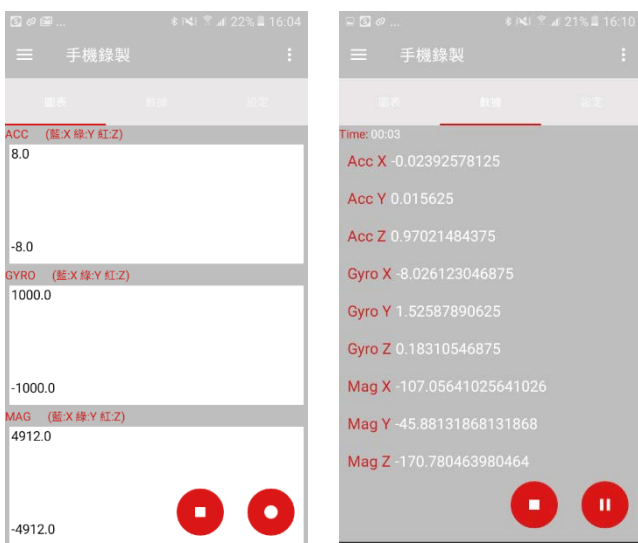 ... 22% 16:04
手機錄製
圖表 數據 設定
ACC (藍:X 綠:Y 紅:Z)
8.0
-8.0
GYRO (藍:X 綠:Y 紅:Z)
1000.0
-1000.0
MAG (藍:X 綠:Y 紅:Z)
4912.0
-4912.0
... 21% 16:10
手機錄製
圖表 數據 設定
Time: 00:03
Acc X -0.02392578125
Acc Y 0.015625
Acc Z 0.97021484375
Gyro X -8.026123046875
Gyro Y 1.52587890625
Gyro Z 0.18310546875
Mag X -107.05641025641026
Mag Y -45.88131868131868
Mag Z -170.780463980464